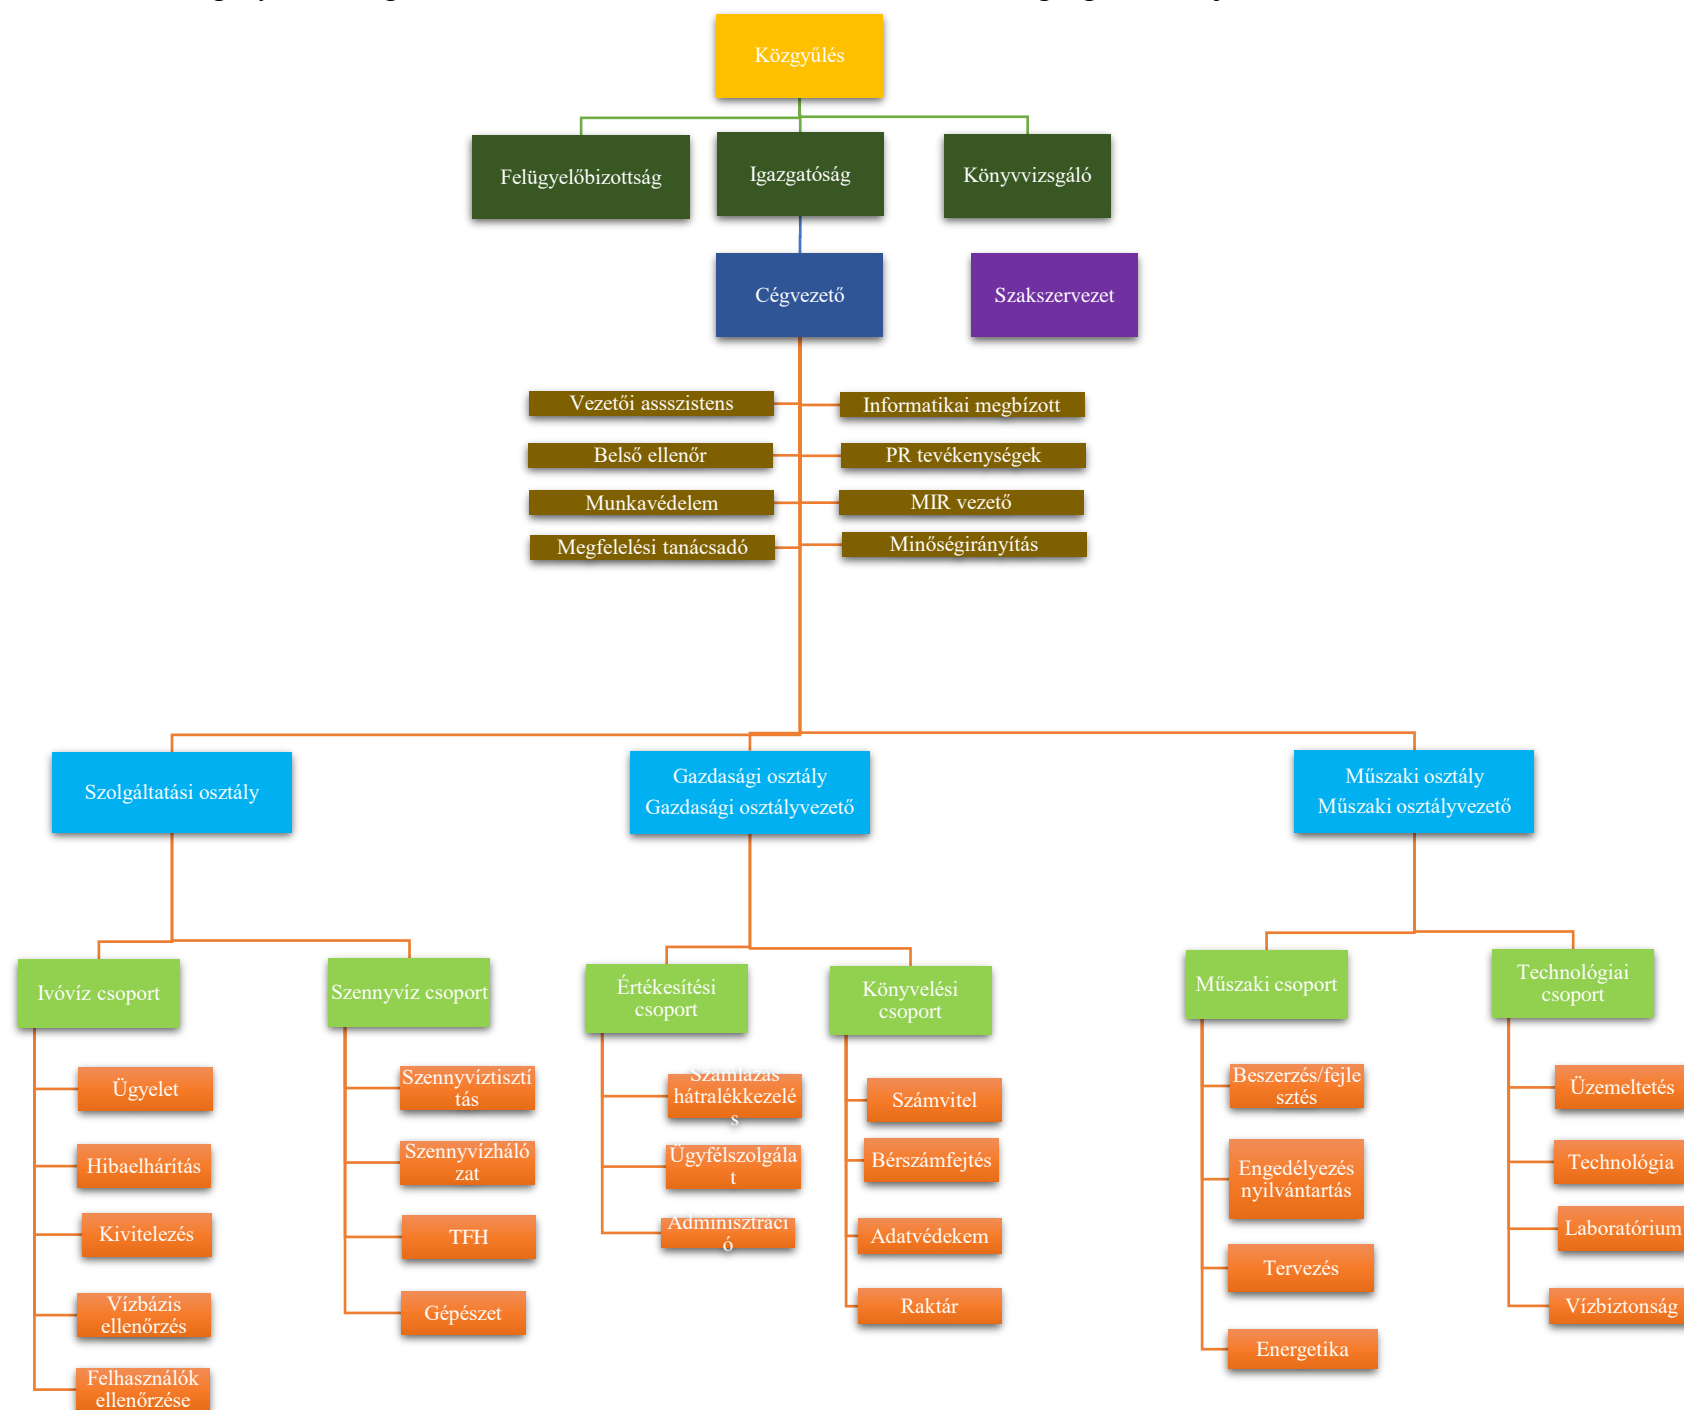 Közgyűlés
Felügyelőbizottság
Igazgatóság
Könyvvizsgáló
Cégvezető
Szakszervezet
Vezetői assszistens
Informatikai megbízott
Belső ellenőr
PR tevékenységek
Munkavédelem
MIR vezető
Megfelelési tanácsadó
Minőségirányítás
Szolgáltatási osztály
Gazdasági osztály
Gazdasági osztályvezető
Műszaki osztály
Műszaki osztályvezető
Ivóvíz csoport
Szennyvíz csoport
Értékesítési
csoport
Könyvelési
csoport
Műszaki csoport
Technológiai
csoport
Ügyelet
Hibaelhárítás
Kivitelezés
Vízbázis
ellenőrzés
Felhasználók
ellenőrzése
Szennyvíztisztí
tás
Szennyvízháló
zat
TFH
Gépészet
Számlázás
hátralékkezelé
s
Ügyfélszolgála
t
Adminisztráci
ó
Számvitel
Bérszámfejtés
Adatvédekem
Raktár
Beszerzés/fejle
sztés
Engedélyezés
nyilvántartás
Tervezés
Energetika
Üzemeltetés
Technológia
Laboratórium
Vízbiztonság